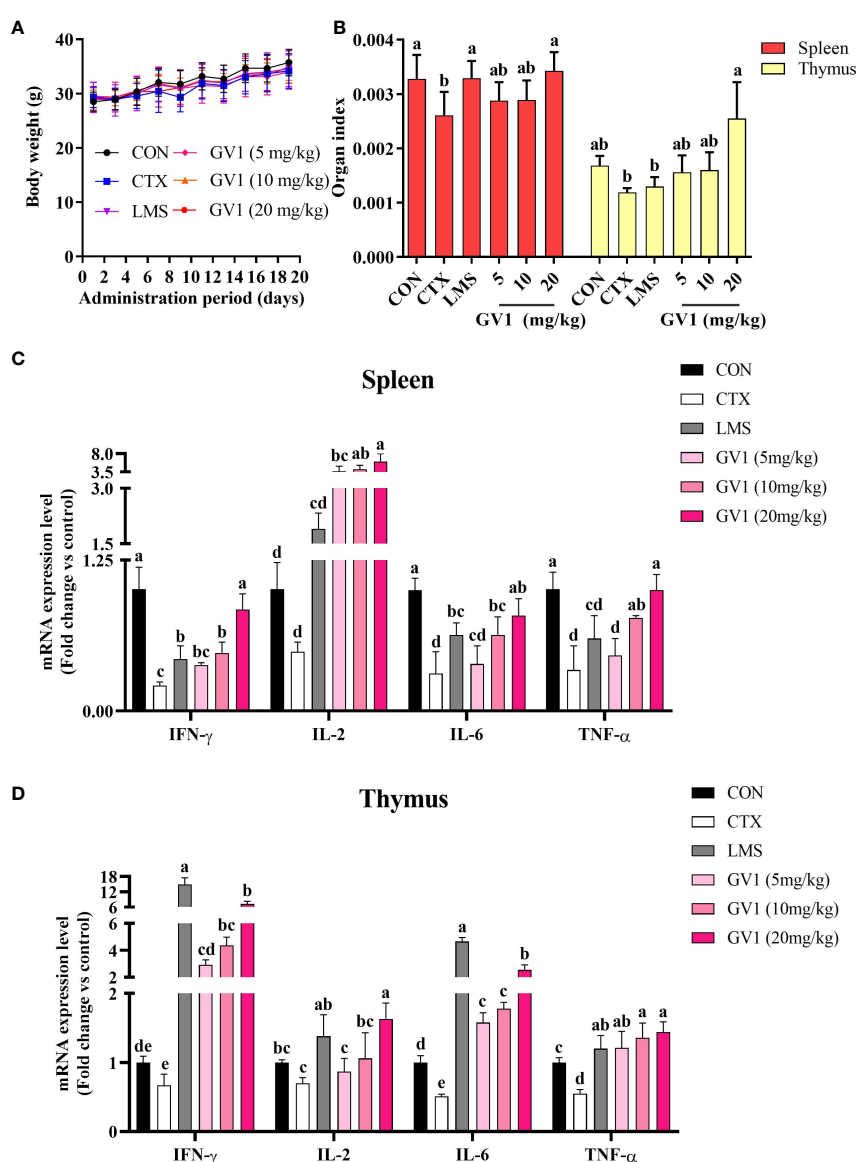 A
Body weight (g)
40
30
20
10
0
CON
CTX
LMS
GV1 (5 mg/kg)
GV1 (10 mg/kg)
GV1 (20 mg/kg)
0 2 4 6 8 10 12 14 16 18 20
Administration period (days)
B
Organ index
0.004
0.003
0.002
0.001
0.000
a b a ab ab a
ab b b ab ab a
Spleen
Thymus
CON CTX LMS 5 10 20
GV1 (mg/kg)
CON CTX LMS 5 10 20
GV1 (mg/kg)
C
Spleen
mRNA expression level
(Fold change vs control)
8.0
3.5
3.0
1.5
1.25
0.00
a c b bc b a
d d cd bc ab a
a d bc cd bc ab
a d cd d ab a
IFN-γ IL-2 IL-6 TNF-α
CON
CTX
LMS
GV1 (5mg/kg)
GV1 (10mg/kg)
GV1 (20mg/kg)
D
Thymus
mRNA expression level
(Fold change vs control)
18
12
6
6
4
2
2
1
0
de e a cd bc b
bc c ab c bc a
d e a c c b
c d ab ab a a
IFN-γ IL-2 IL-6 TNF-α
CON
CTX
LMS
GV1 (5mg/kg)
GV1 (10mg/kg)
GV1 (20mg/kg)